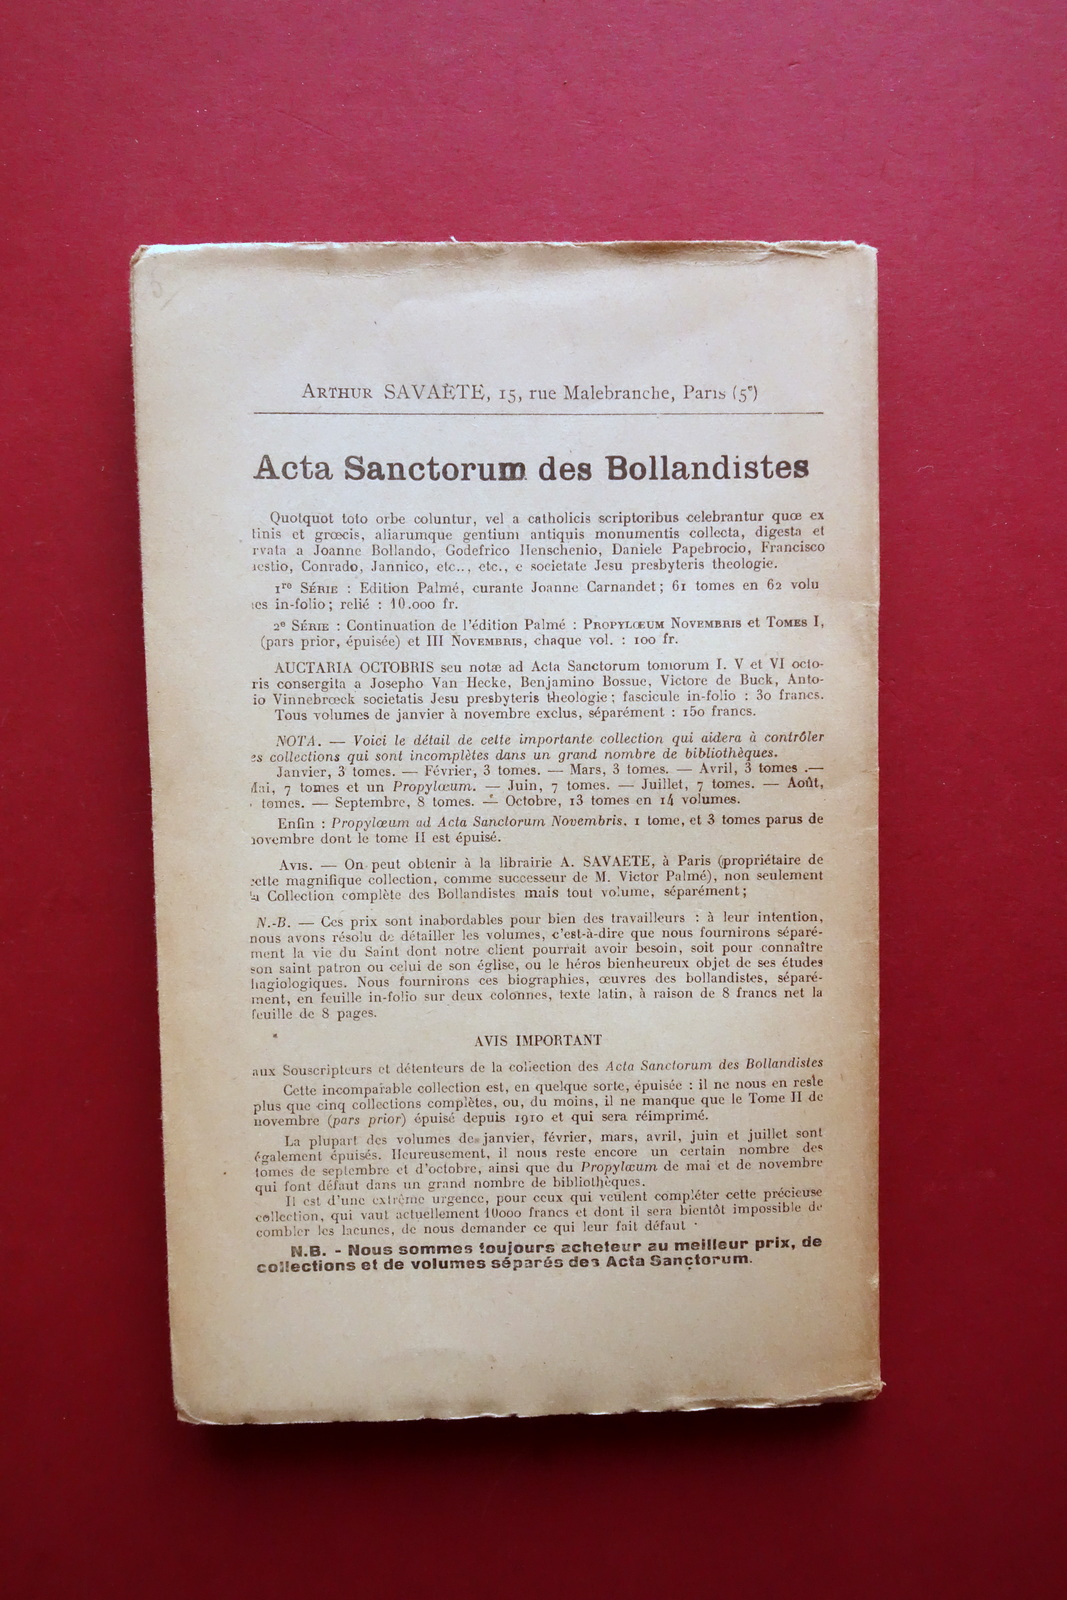 Arthur SAVAÈTE, 15, rue Malebranche, Paris (5e)
Acta Sanctorum des Bollandistes
Quotquot toto orbe coluntur, vel a catholicis scriptoribus celebrantur quœ ex
tinis et grœcis, aliarumque gentium antiquis monumentis collecta, digesta et
rvata a Joanne Bollando, Godefrico Henschenio, Daniele Papebrocio, Francisco
estio, Conrado, Jannico, etc.., etc., e societate Jesu presbyteris theologie.
1re Série : Edition Palmé, curante Joanne Carnandet ; 61 tomes en 62 volu
es in-folio ; relié : 10.000 fr.
2e Série : Continuation de l'édition Palmé : Propylœum Novembris et Tomes I,
(pars prior, épuisée) et III Novembris, chaque vol. : 100 fr.
AUCTARIA OCTOBRIS seu notæ ad Acta Sanctorum tomorum I. V et VI octo-
ris consergita a Josepho Van Hecke, Benjamino Bossue, Victore de Buck, Anto-
io Vinnebrœck societatis Jesu presbyteris theologie ; fascicule in-folio : 30 francs.
Tous volumes de janvier à novembre exclus, séparément : 150 francs.
NOTA. — Voici le détail de cette importante collection qui aidera à contrôler
es collections qui sont incomplètes dans un grand nombre de bibliothèques.
Janvier, 3 tomes. — Février, 3 tomes. — Mars, 3 tomes. — Avril, 3 tomes .—
Mai, 7 tomes et un Propylœum. — Juin, 7 tomes. — Juillet, 7 tomes. — Août,
tomes. — Septembre, 8 tomes. — Octobre, 13 tomes en 14 volumes.
Enfin : Propylœum ad Acta Sanctorum Novembris. 1 tome, et 3 tomes parus de
novembre dont le tome II est épuisé.
Avis. — On peut obtenir à la librairie A. SAVAETE, à Paris (propriétaire de
cette magnifique collection, comme successeur de M. Victor Palmé), non seulement
la Collection complète des Bollandistes mais tout volume, séparément ;
N.-B. — Ces prix sont inabordables pour bien des travailleurs : à leur intention,
nous avons résolu de détailler les volumes, c'est-à-dire que nous fournirons séparé-
ment la vie du Saint dont notre client pourrait avoir besoin, soit pour connaître
son saint patron ou celui de son église, ou le héros bienheureux objet de ses études
hagiologiques. Nous fournirons ces biographies, œuvres des bollandistes, séparé-
ment, en feuille in-folio sur deux colonnes, texte latin, à raison de 8 francs net la
feuille de 8 pages.
AVIS IMPORTANT
aux Souscripteurs et détenteurs de la collection des Acta Sanctorum des Bollandistes
Cette incomparable collection est, en quelque sorte, épuisée : il ne nous en reste
plus que cinq collections complètes, ou, du moins, il ne manque que le Tome II de
novembre (pars prior) épuisé depuis 1910 et qui sera réimprimé.
La plupart des volumes de janvier, février, mars, avril, juin et juillet sont
également épuisés. Heureusement, il nous reste encore un certain nombre des
tomes de septembre et d'octobre, ainsi que du Propylœum de mai et de novembre
qui font défaut dans un grand nombre de bibliothèques.
Il est d'une extrême urgence, pour ceux qui veulent compléter cette précieuse
collection, qui vaut actuellement 10000 francs et dont il sera bientôt impossible de
combler les lacunes, de nous demander ce qui leur fait défaut
N.B. - Nous sommes toujours acheteur au meilleur prix, de
collections et de volumes séparés des Acta Sanctorum.